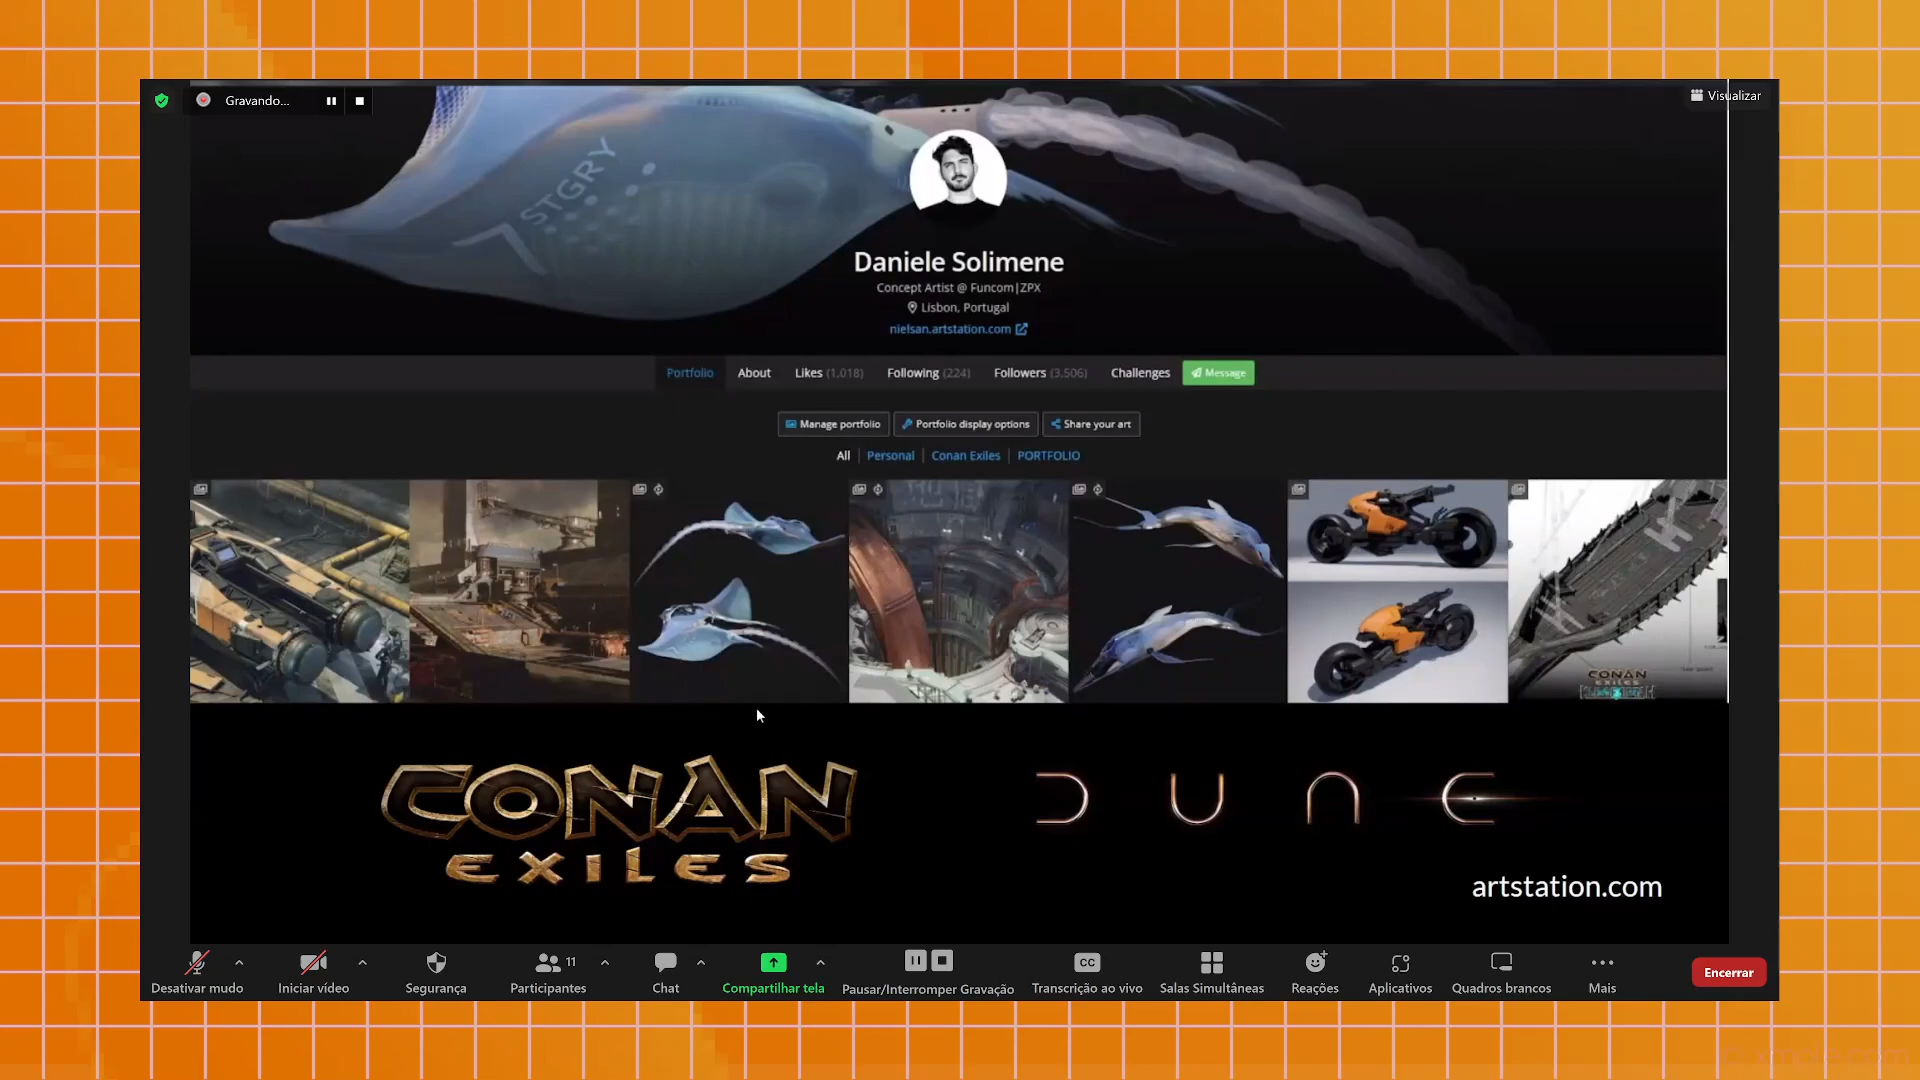 Gravando...
Visualizar
STGRY
Daniele Solimene
Concept Artist @ Funcom|ZPX
Lisbon, Portugal
nielsan.artstation.com
Portfolio About Likes (1,018) Following (224) Followers (3,506) Challenges Message
Manage portfolio Portfolio display options Share your art
All Personal Conan Exiles PORTFOLIO
CONAN
EXILES
CONAN
EXILES
DUNE
artstation.com
11
CC
Desativar mudo Iniciar vídeo Segurança Participantes Chat Compartilhar tela Pausar/Interromper Gravação Transcrição ao vivo Salas Simultâneas Reações Aplicativos Quadros brancos Mais
Encerrar